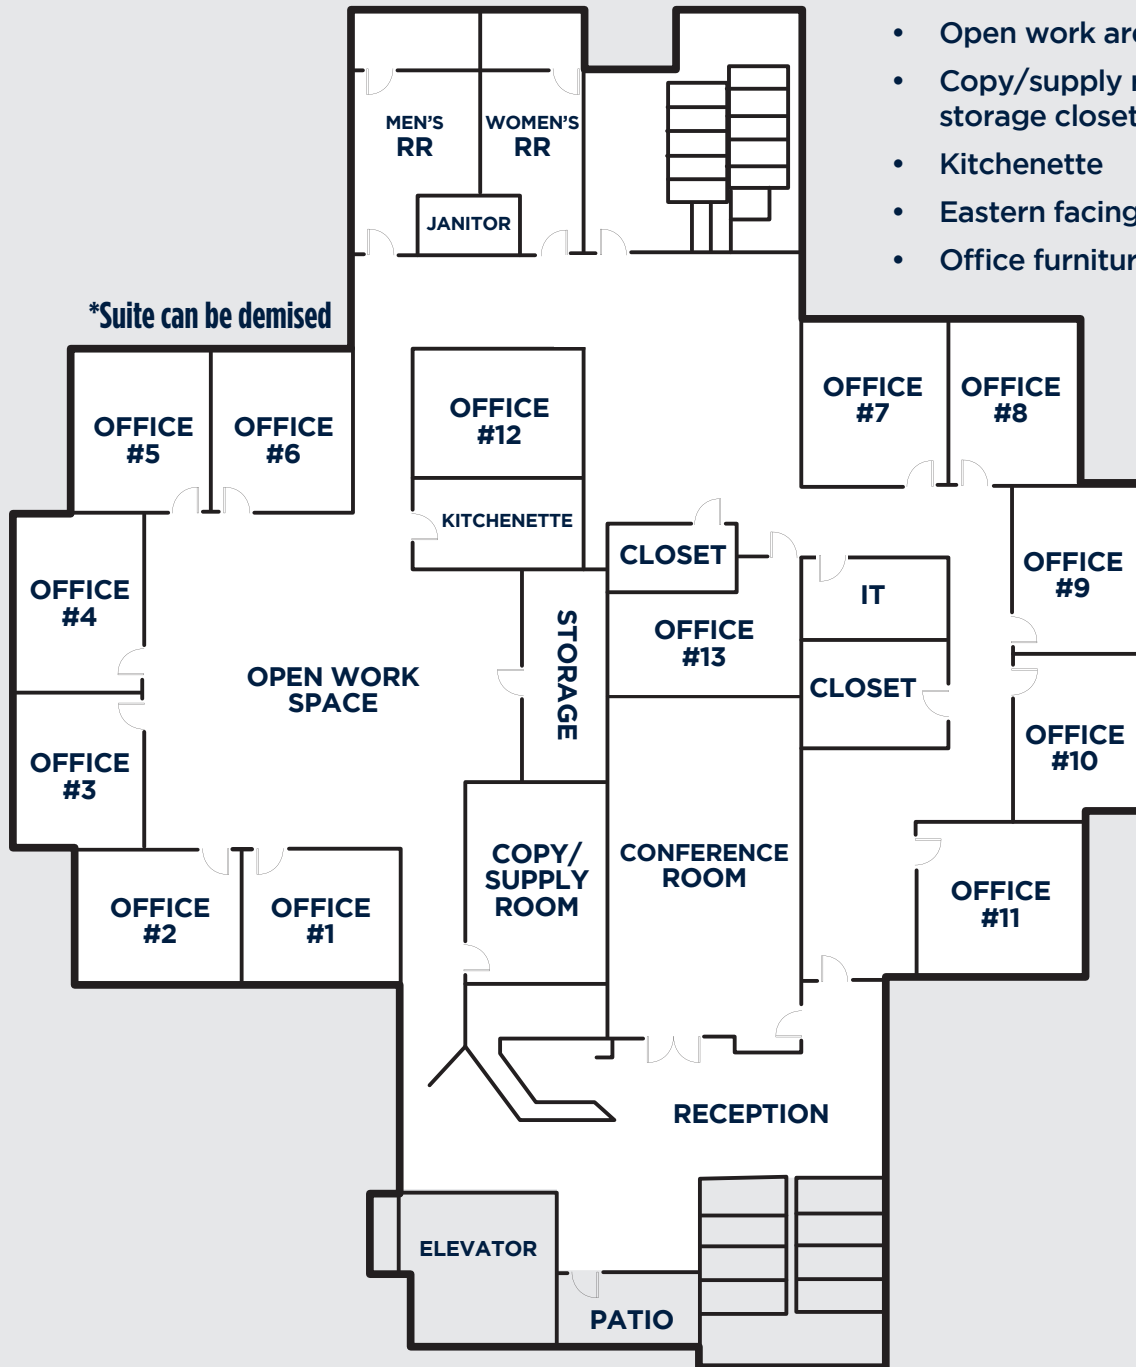 • Open work are
• Copy/supply r
storage closet
• Kitchenette
• Eastern facing
• Office furnitur
MEN'S
RR
WOMEN'S
RR
JANITOR
*Suite can be demised
OFFICE
#5
OFFICE
#6
OFFICE
#12
OFFICE
#7
OFFICE
#8
KITCHENETTE
CLOSET
OFFICE
#4
OFFICE
#13
IT
OFFICE
#9
OPEN WORK
SPACE
STORAGE
CLOSET
OFFICE
#3
OFFICE
#10
COPY/
SUPPLY
ROOM
CONFERENCE
ROOM
OFFICE
#2
OFFICE
#1
OFFICE
#11
RECEPTION
ELEVATOR
PATIO